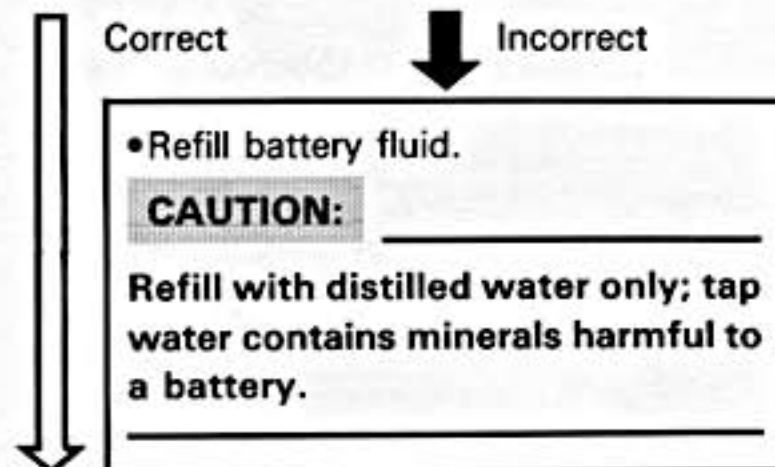 Correct Incorrect
•Refill battery fluid.
CAUTION:
Refill with distilled water only; tap
water contains minerals harmful to
a battery.